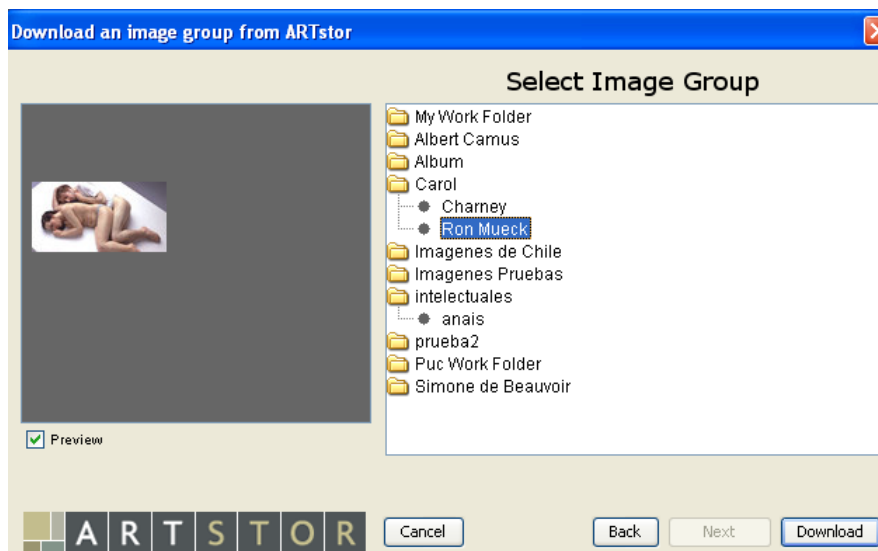 Download an image group from ARTstor
Select Image Group
My Work Folder
Albert Camus
Album
Carol
Charney
Ron Mueck
Imagenes de Chile
Imagenes Pruebas
intelectuales
anais
prueba2
Puc Work Folder
Simone de Beauvoir
Preview
ARTSTOR
Cancel
Back
Next
Download